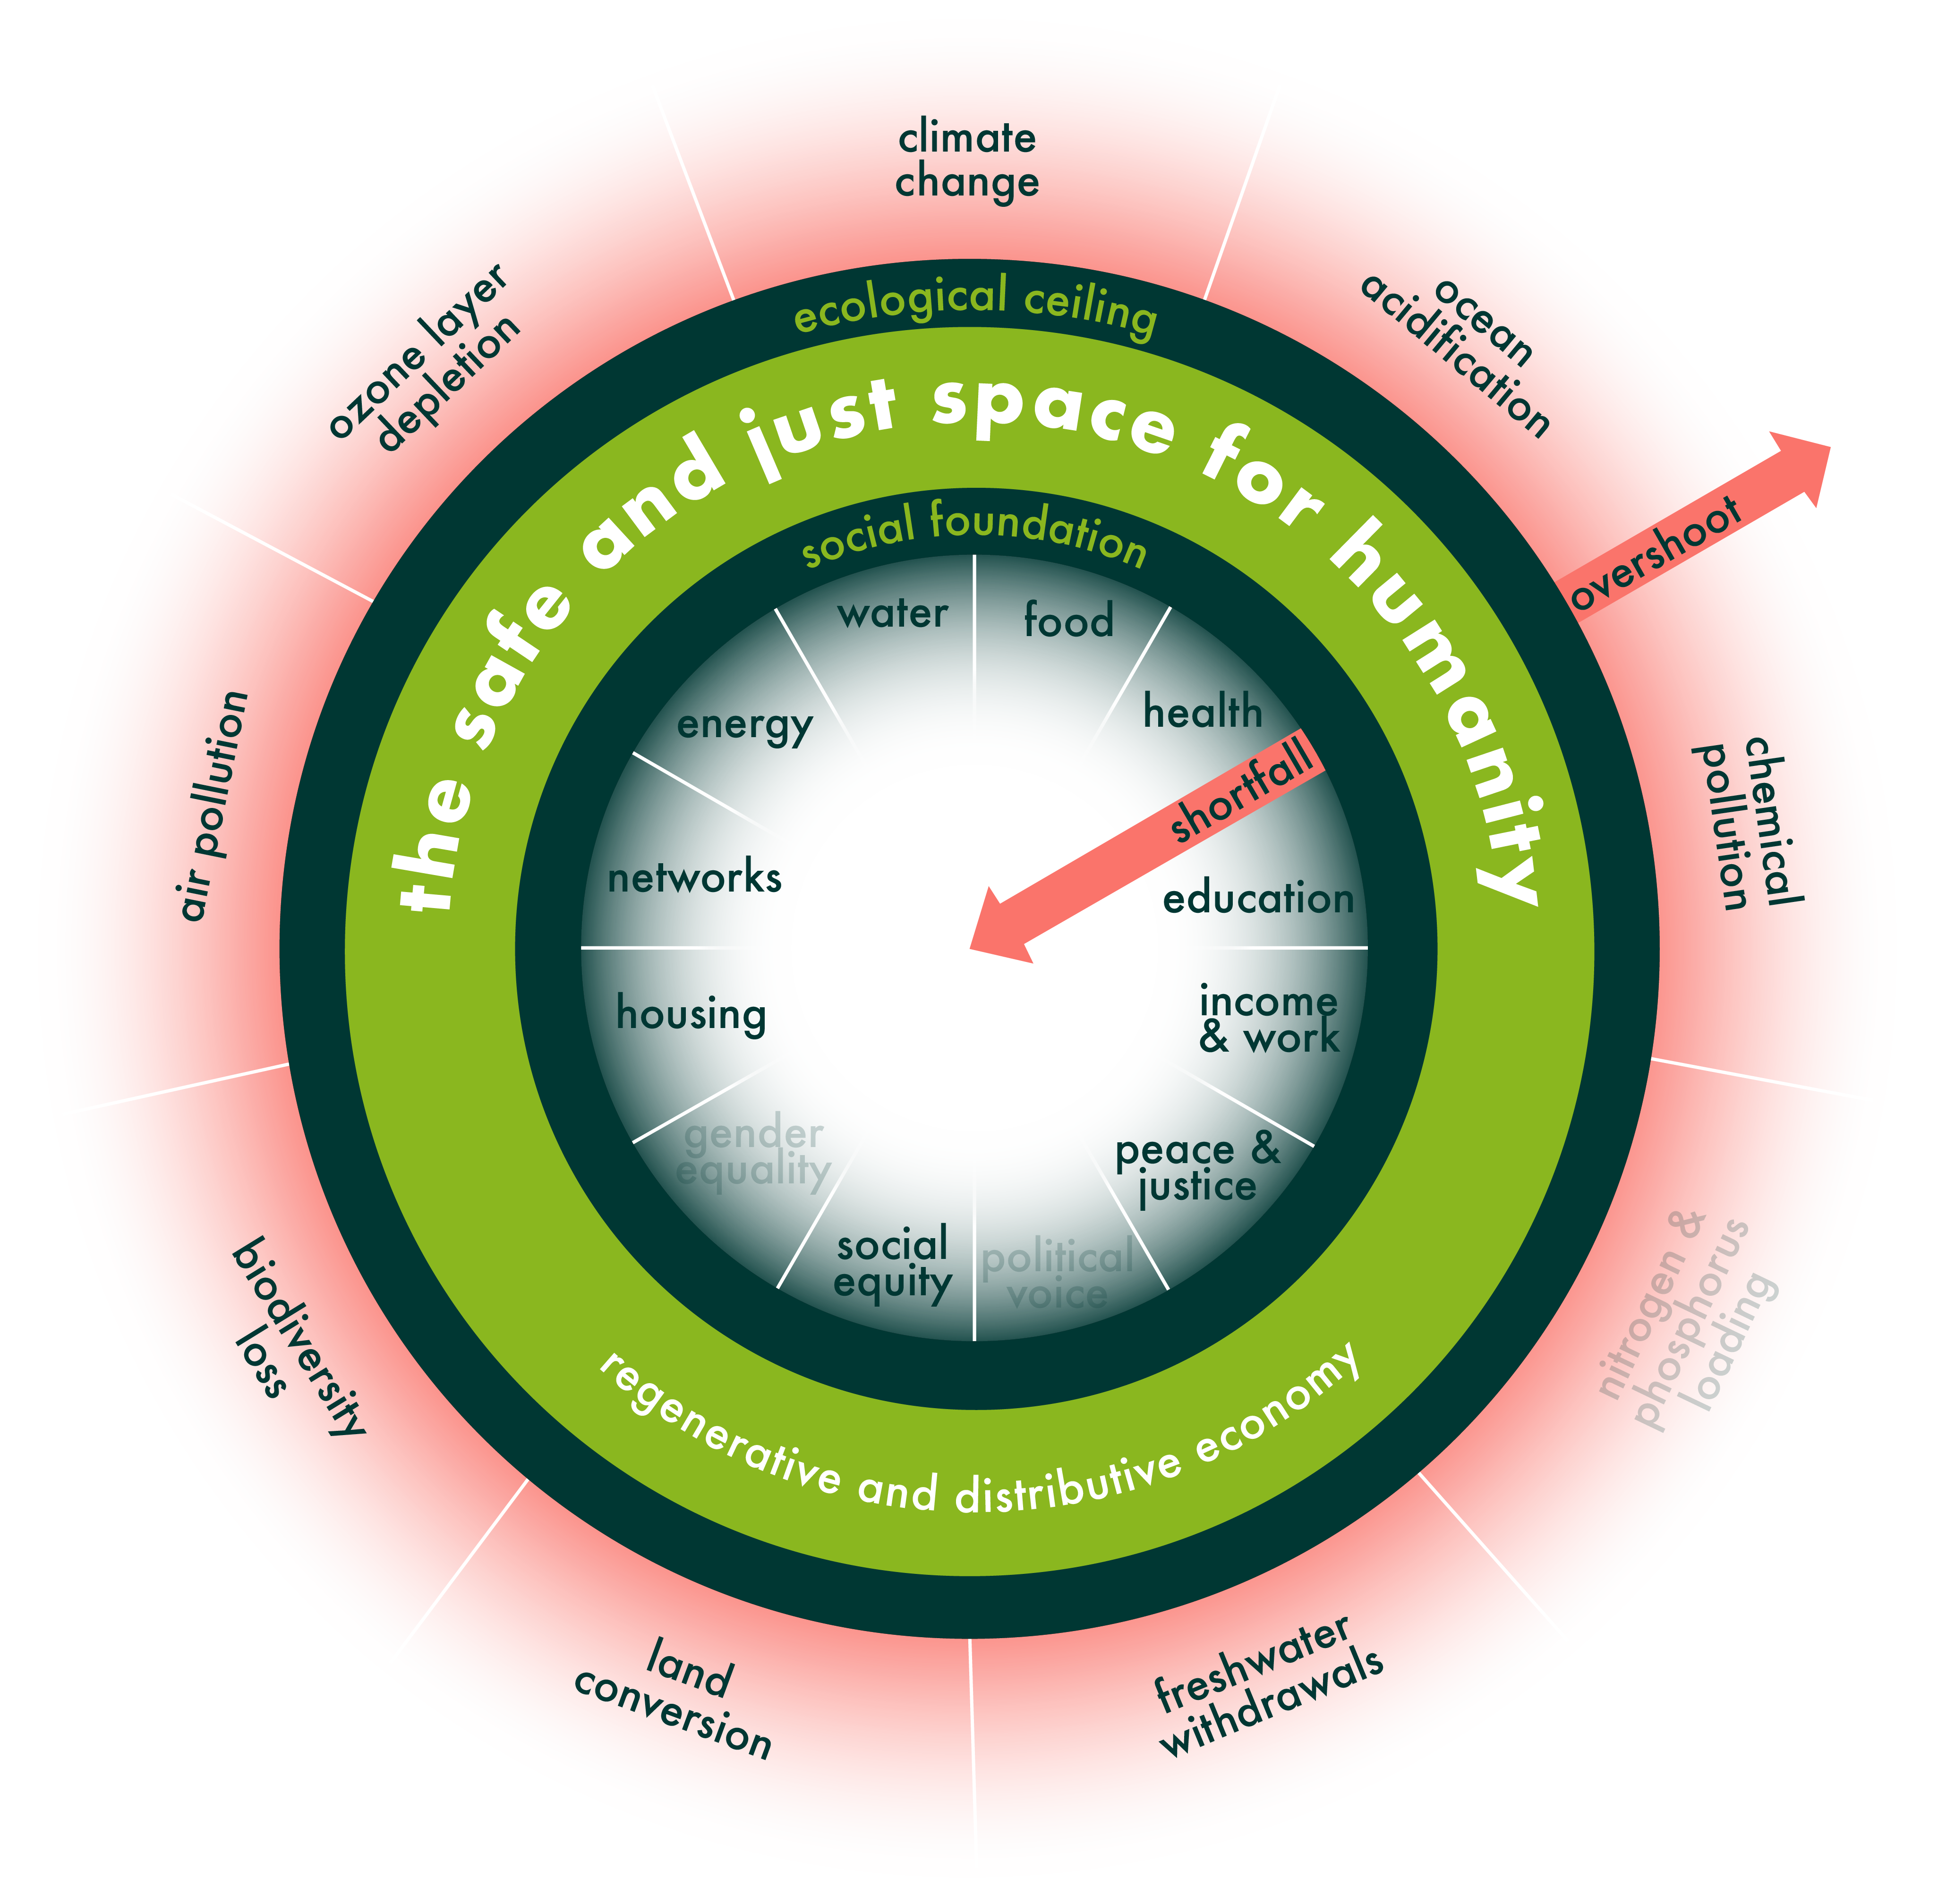 climate
change
ocean
acidification
chemical
pollution
nitrogen &
phosphorus
loading
freshwater
withdrawals
land
conversion
biodiversity
loss
air pollution
ozone layer
depletion
overshoot
ecological ceiling
the safe and just space for humanity
social foundation
water
food
health
shortfall
education
income
& work
peace &
justice
political
voice
social
equity
gender
equality
housing
networks
energy
regenerative and distributive economy